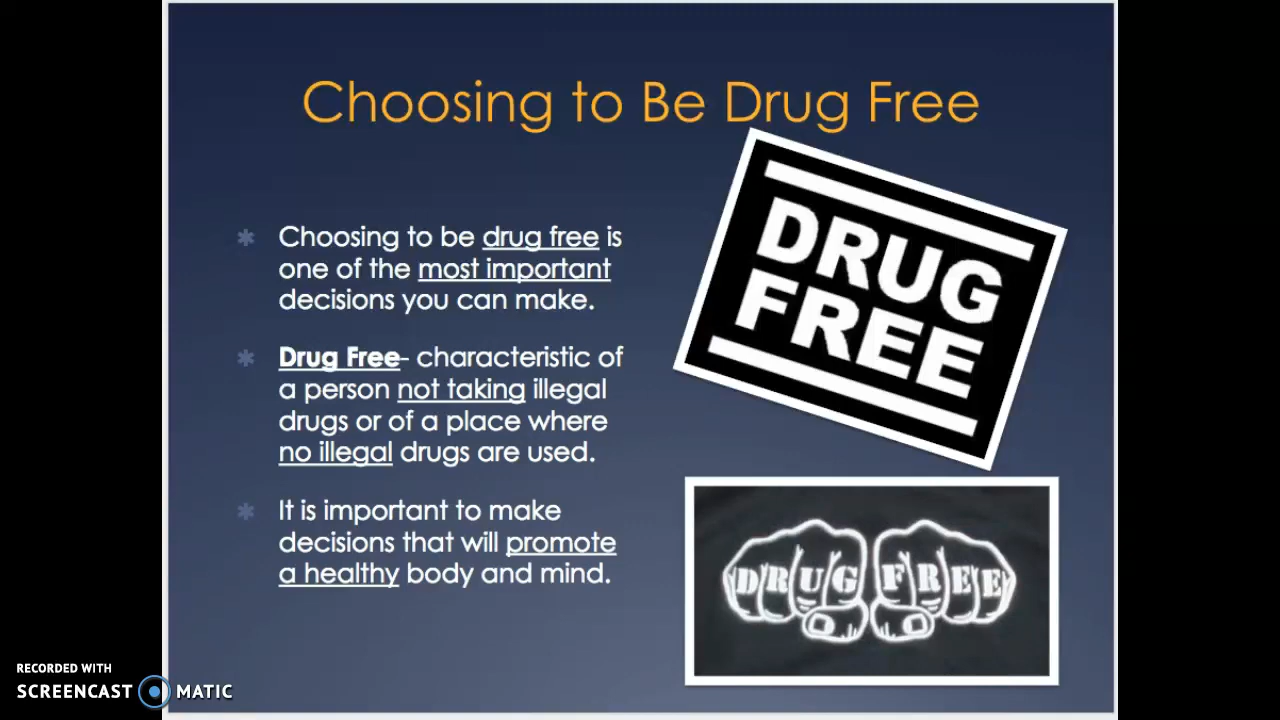 Choosing to Be Drug Free
Choosing to be drug free is
one of the most important
decisions you can make.
Drug Free- characteristic of
a person not taking illegal
drugs or of a place where
no illegal drugs are used.
It is important to make
decisions that will promote
a healthy body and mind.
DRUG
FREE
DRUG FREE
RECORDED WITH
SCREENCAST MATIC